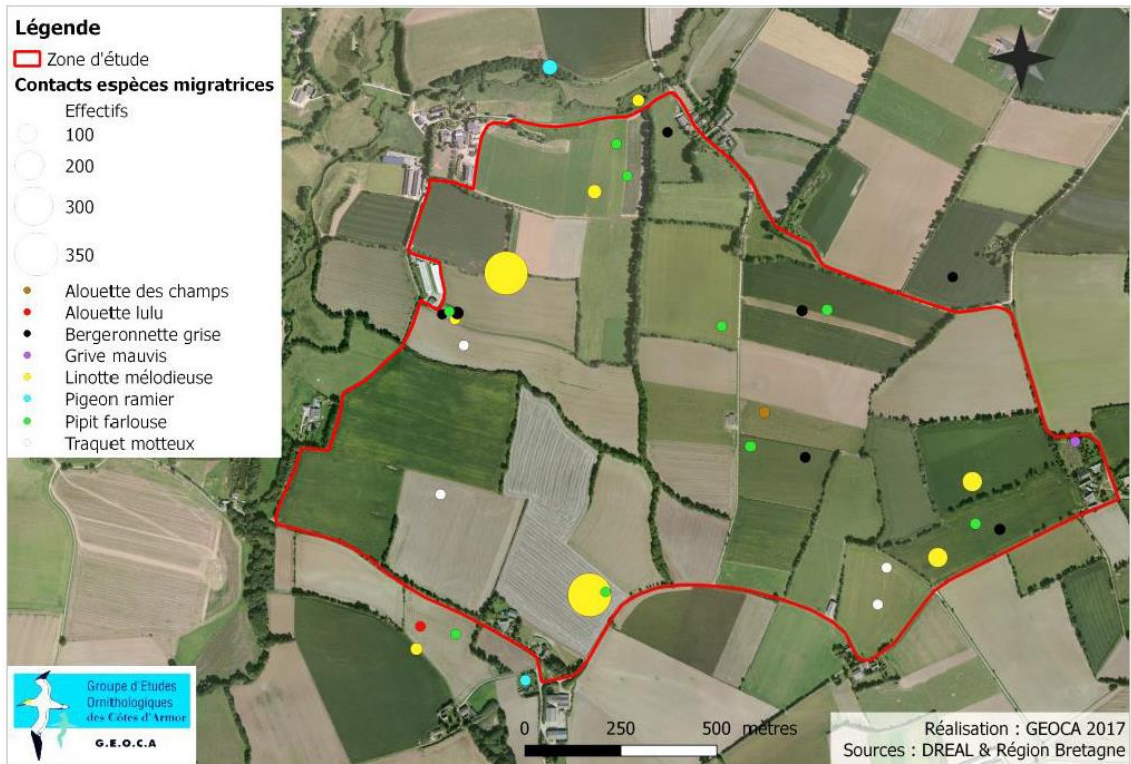 Légende
Zone d'étude
Contacts espèces migratrices
Effectifs
100
200
300
350
Alouette des champs
Alouette lulu
Bergeronnette grise
Grive mauvis
Linotte mélodieuse
Pigeon ramier
Pipit farlouse
Traquet motteux
Groupe d'Etudes
Ornithologiques
des Côtes d'Armor
G.E.O.C.A
0 250 500 mètres
Réalisation : GEOCA 2017
Sources : DREAL & Région Bretagne